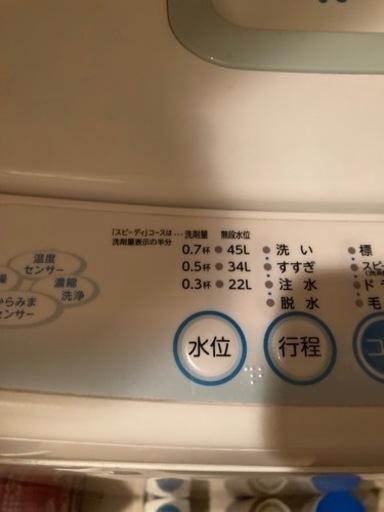 「スピーディ」コースは…洗剤量 無段水位
洗剤量表示の半分
0.7杯 45L
0.5杯 34L
0.3杯 22L
洗い
すすぎ
注水
脱水
標
スピ
ド
毛
温度
センサー
濃縮
洗浄
からみま
センサー
水位
行程
コ